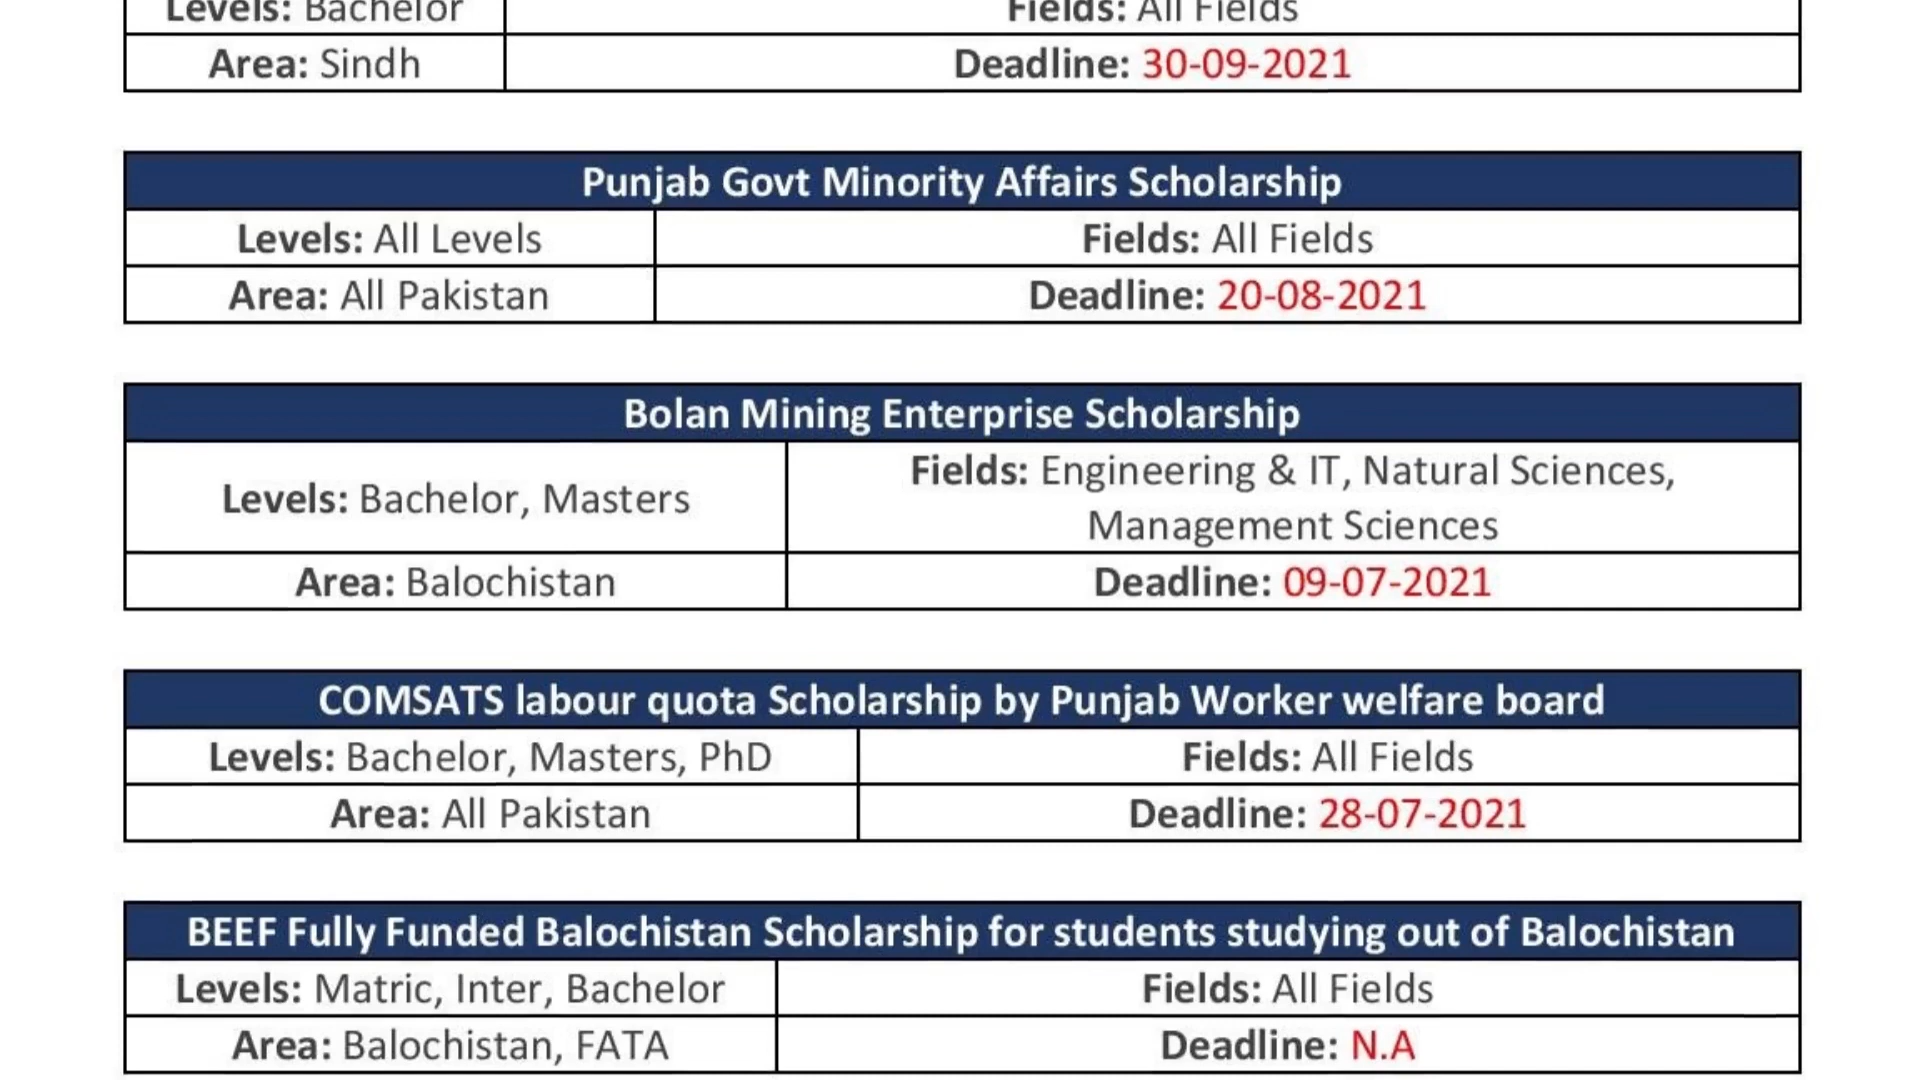 Levels: Bachelor
Fields: All Fields
Area: Sindh
Deadline: 30-09-2021
Punjab Govt Minority Affairs Scholarship
Levels: All Levels
Fields: All Fields
Area: All Pakistan
Deadline: 20-08-2021
Bolan Mining Enterprise Scholarship
Levels: Bachelor, Masters
Fields: Engineering & IT, Natural Sciences,
Management Sciences
Area: Balochistan
Deadline: 09-07-2021
COMSATS labour quota Scholarship by Punjab Worker welfare board
Levels: Bachelor, Masters, PhD
Fields: All Fields
Area: All Pakistan
Deadline: 28-07-2021
BEEF Fully Funded Balochistan Scholarship for students studying out of Balochistan
Levels: Matric, Inter, Bachelor
Fields: All Fields
Area: Balochistan, FATA
Deadline: N.A